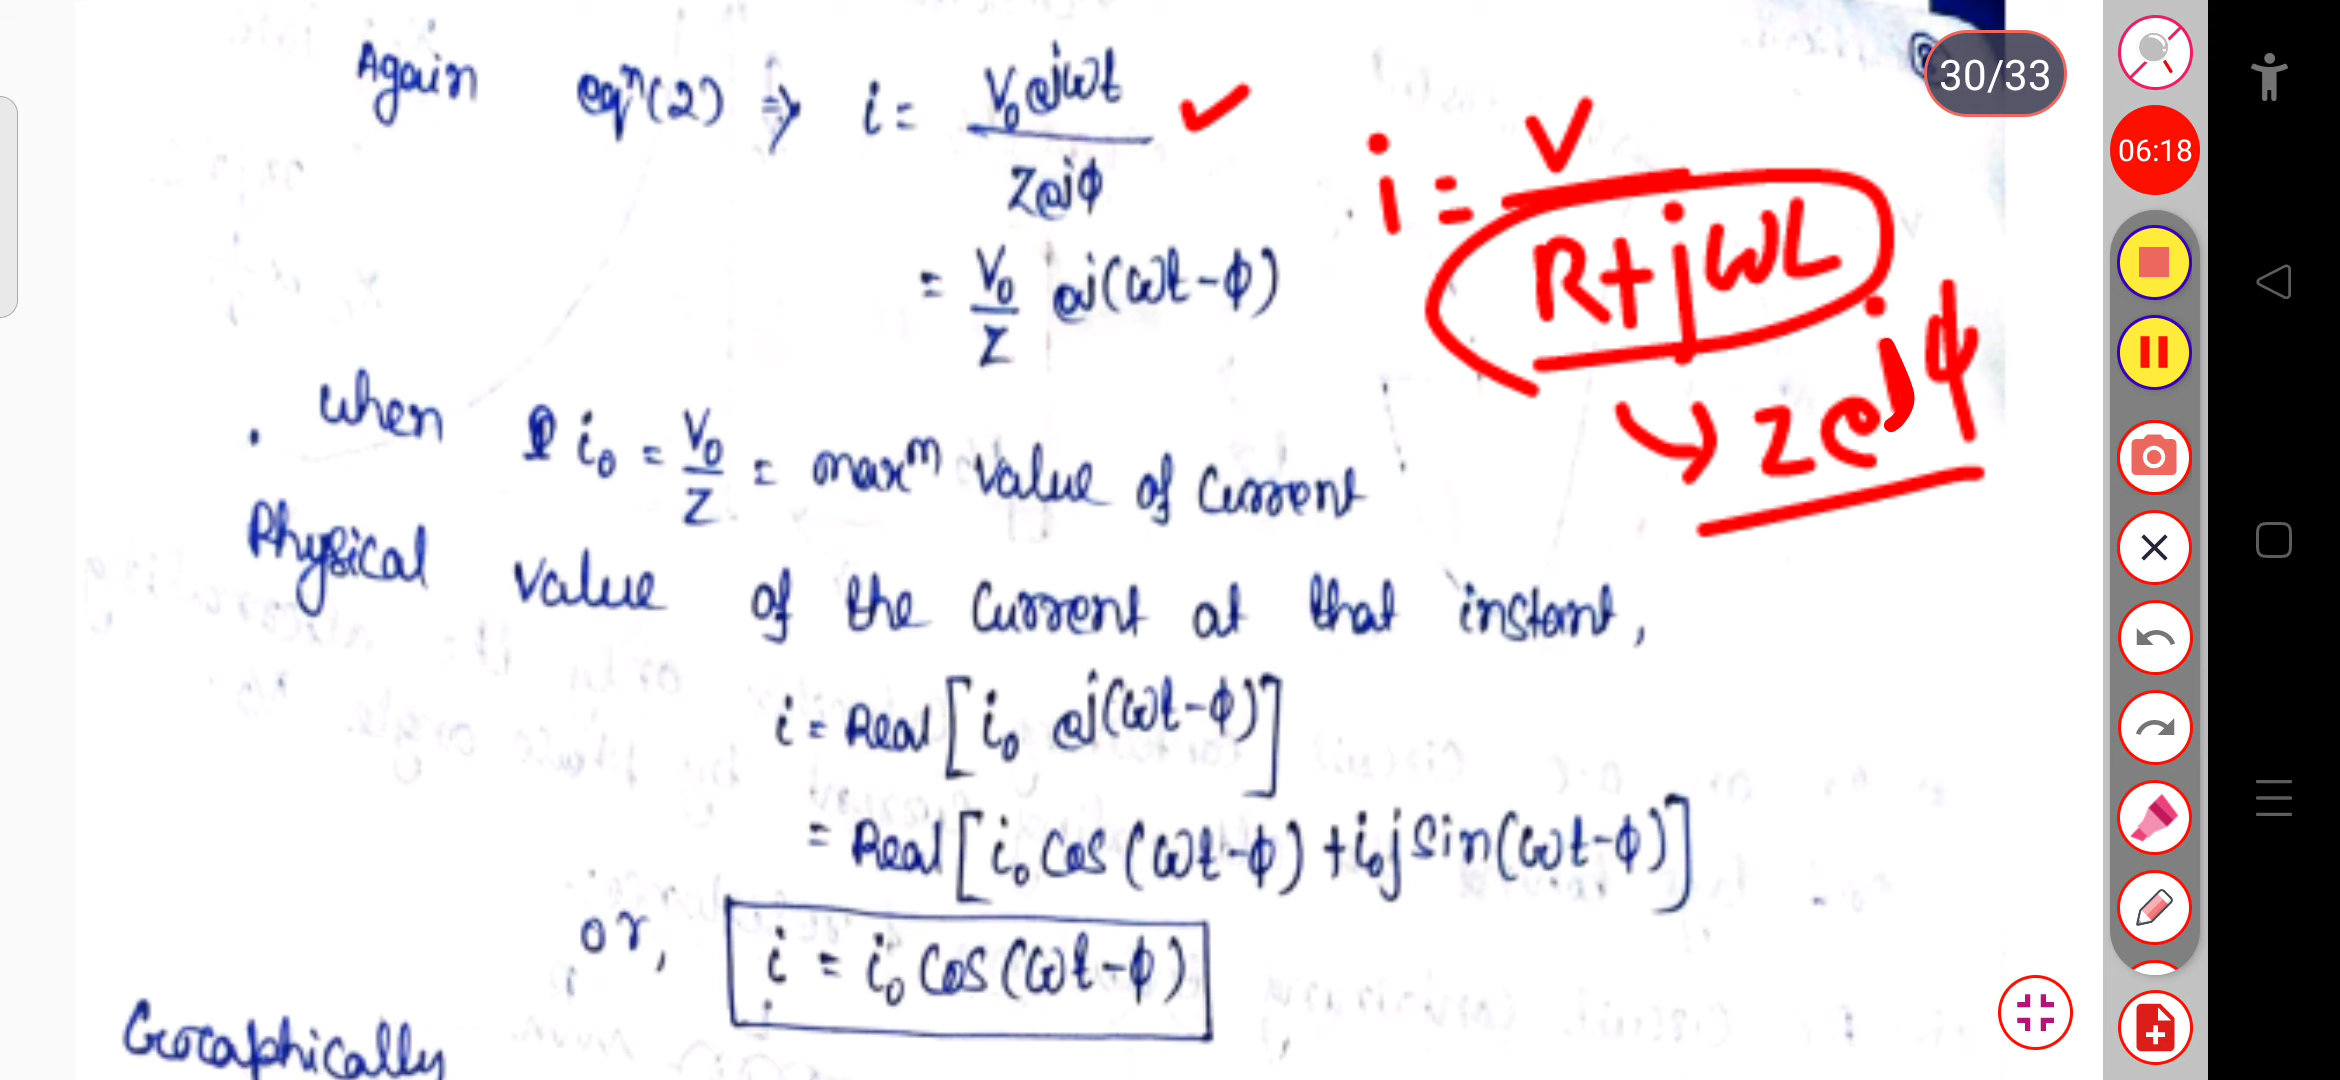 Again eqⁿ(2) ⇒ i = V₀e^jωt / Ze^jϕ
= V₀/Z e^j(ωt-ϕ)
i = V / R+jωL
→ ze^jϕ
when i₀ = V₀/Z = maxᵐ value of Current
Physical value of the Current at that instant,
i = Real [i₀ e^j(ωt-ϕ)]
= Real [i₀ Cos (ωt-ϕ) + i₀j Sin(ωt-ϕ)]
or, i = i₀ Cos (ωt-ϕ)
Graphically
30/33
06:18